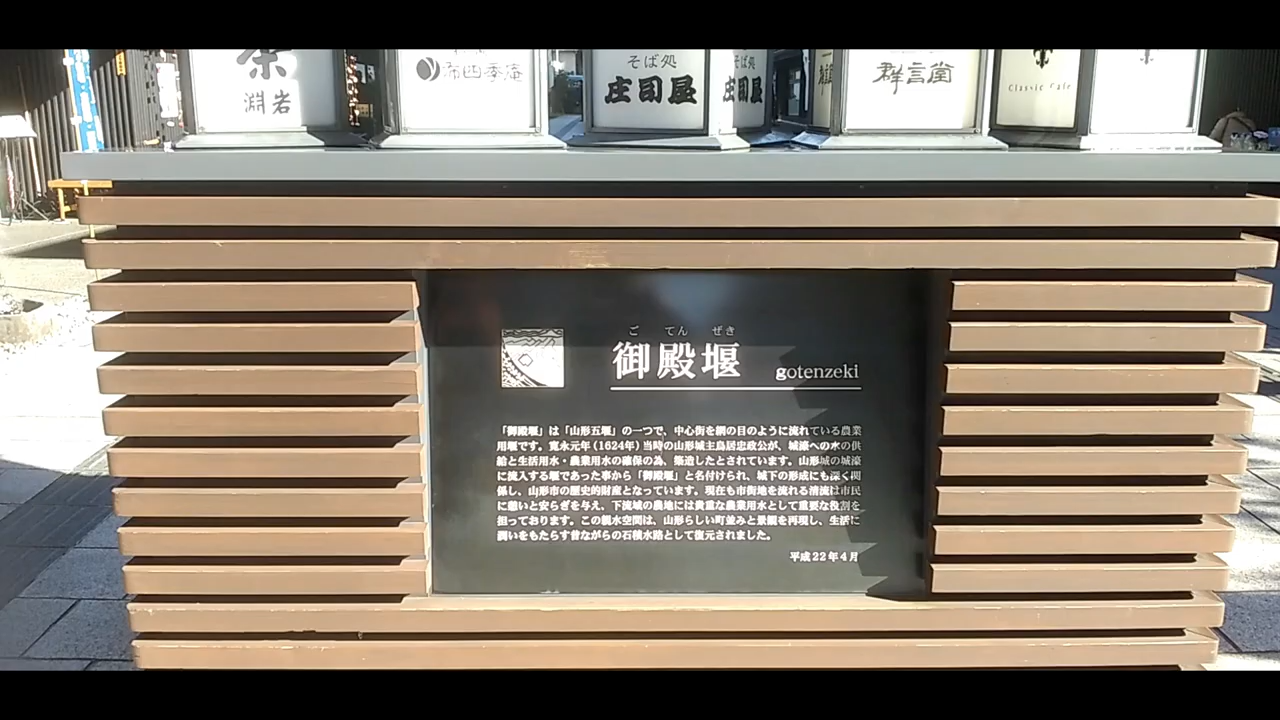 茶
淵岩
布四季庵
そば処
庄司屋
そば処
庄司屋
群言堂
Classic Cafe
ご てん ぜき
御殿堰 gotenzeki
「御殿堰」は「山形五堰」の一つで、中心街を網の目のように流れている農業
用堰です。寛永元年(1624年)当時の山形城主鳥居忠政公が、城濠への水の供
給と生活用水・農業用水の確保の為、築造したとされています。山形城の城濠
に流入する堰であった事から「御殿堰」と名付けられ、城下の形成にも深く関
係し、山形市の歴史的財産となっています。現在も市街地を流れる清流は市民
に憩いと安らぎを与え、下流域の農地には貴重な農業用水として重要な役割を
担っております。この親水空間は、山形らしい町並みと景観を再現し、生活に
潤いをもたらす昔ながらの石積水路として復元されました。
平成22年4月